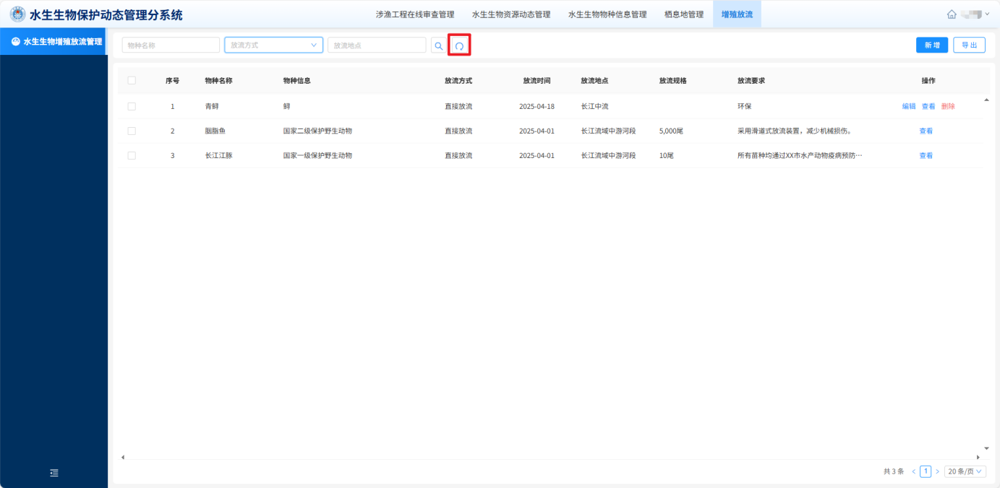 水生生物保护动态管理分系统 涉渔工程在线审查管理 水生生物资源动态管理 水生生物物种信息管理 栖息地管理 增殖放流
水生生物增殖放流管理
物种名称 放流方式 放流地点 新增 导出
序号 物种名称 物种信息 放流方式 放流时间 放流地点 放流规格 放流要求 操作
1 青鲟 鲟 直接放流 2025-04-18 长江中流 环保 编辑 查看 删除
2 胭脂鱼 国家二级保护野生动物 直接放流 2025-04-01 长江流域中游河段 5,000尾 采用滑道式放流装置，减少机械损伤。 查看
3 长江江豚 国家一级保护野生动物 直接放流 2025-04-01 长江流域中游河段 10尾 所有苗种均通过XX市水产动物疫病预防… 查看
共 3 条 < 1 > 20 条/页